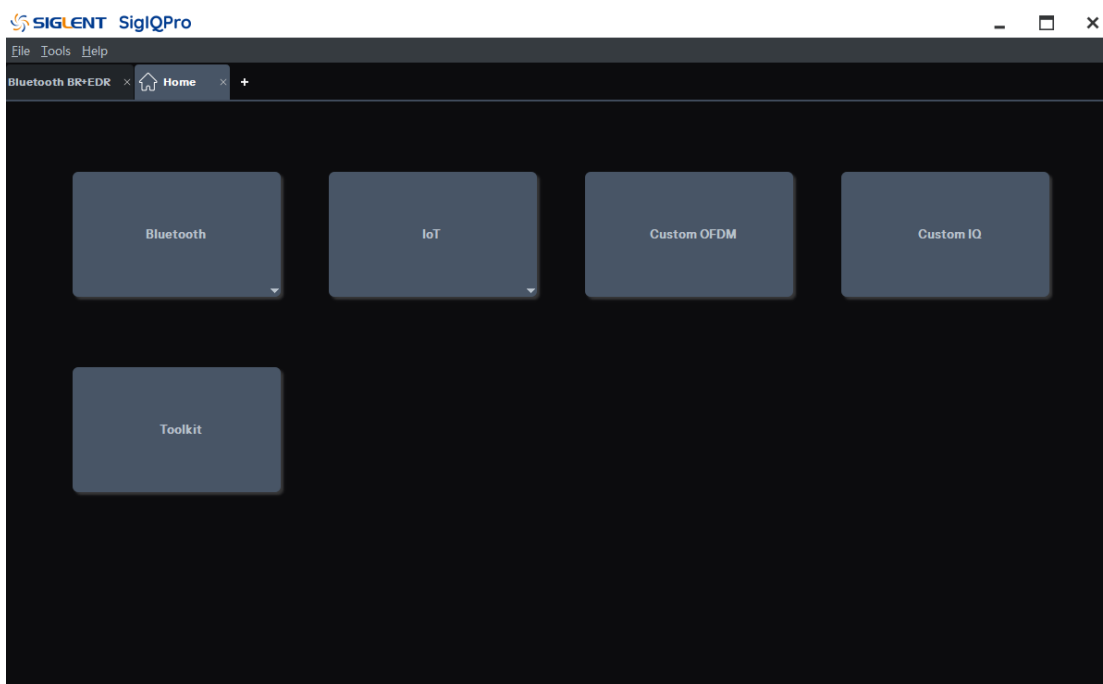 SIGLENT SigIQPro
File Tools Help
Bluetooth BR+EDR × Home × +
Bluetooth
IoT
Custom OFDM
Custom IQ
Toolkit